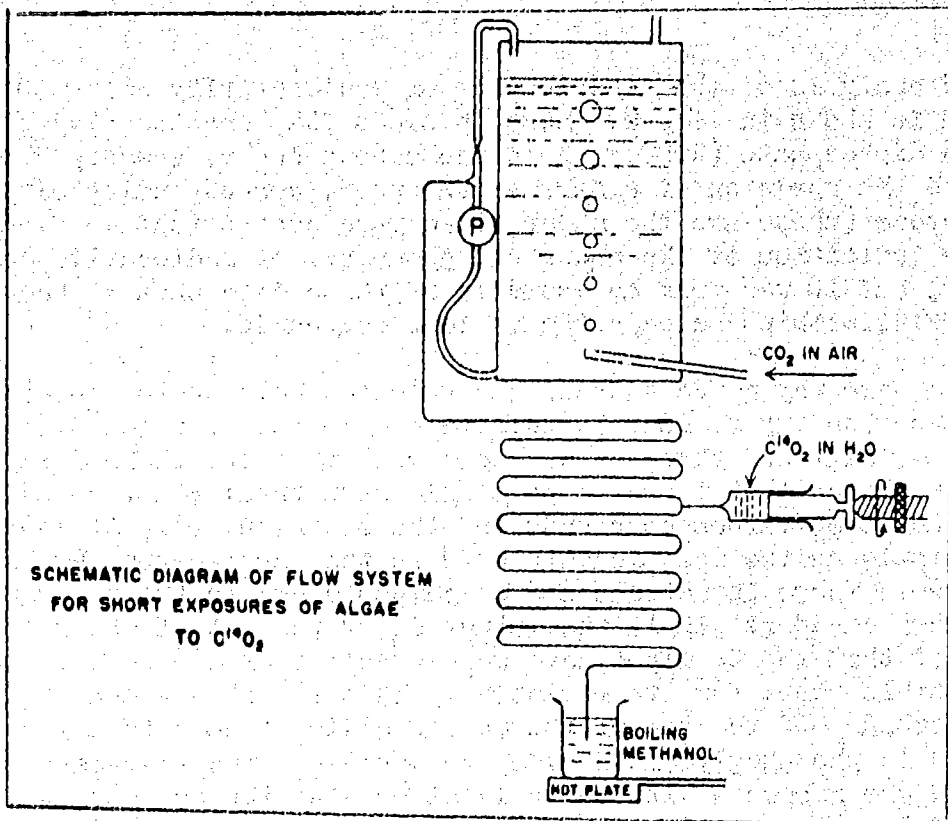 P
CO₂ IN AIR
C¹⁴O₂ IN H₂O
SCHEMATIC DIAGRAM OF FLOW SYSTEM
FOR SHORT EXPOSURES OF ALGAE
TO C¹⁴O₂
BOILING
METHANOL
HOT PLATE